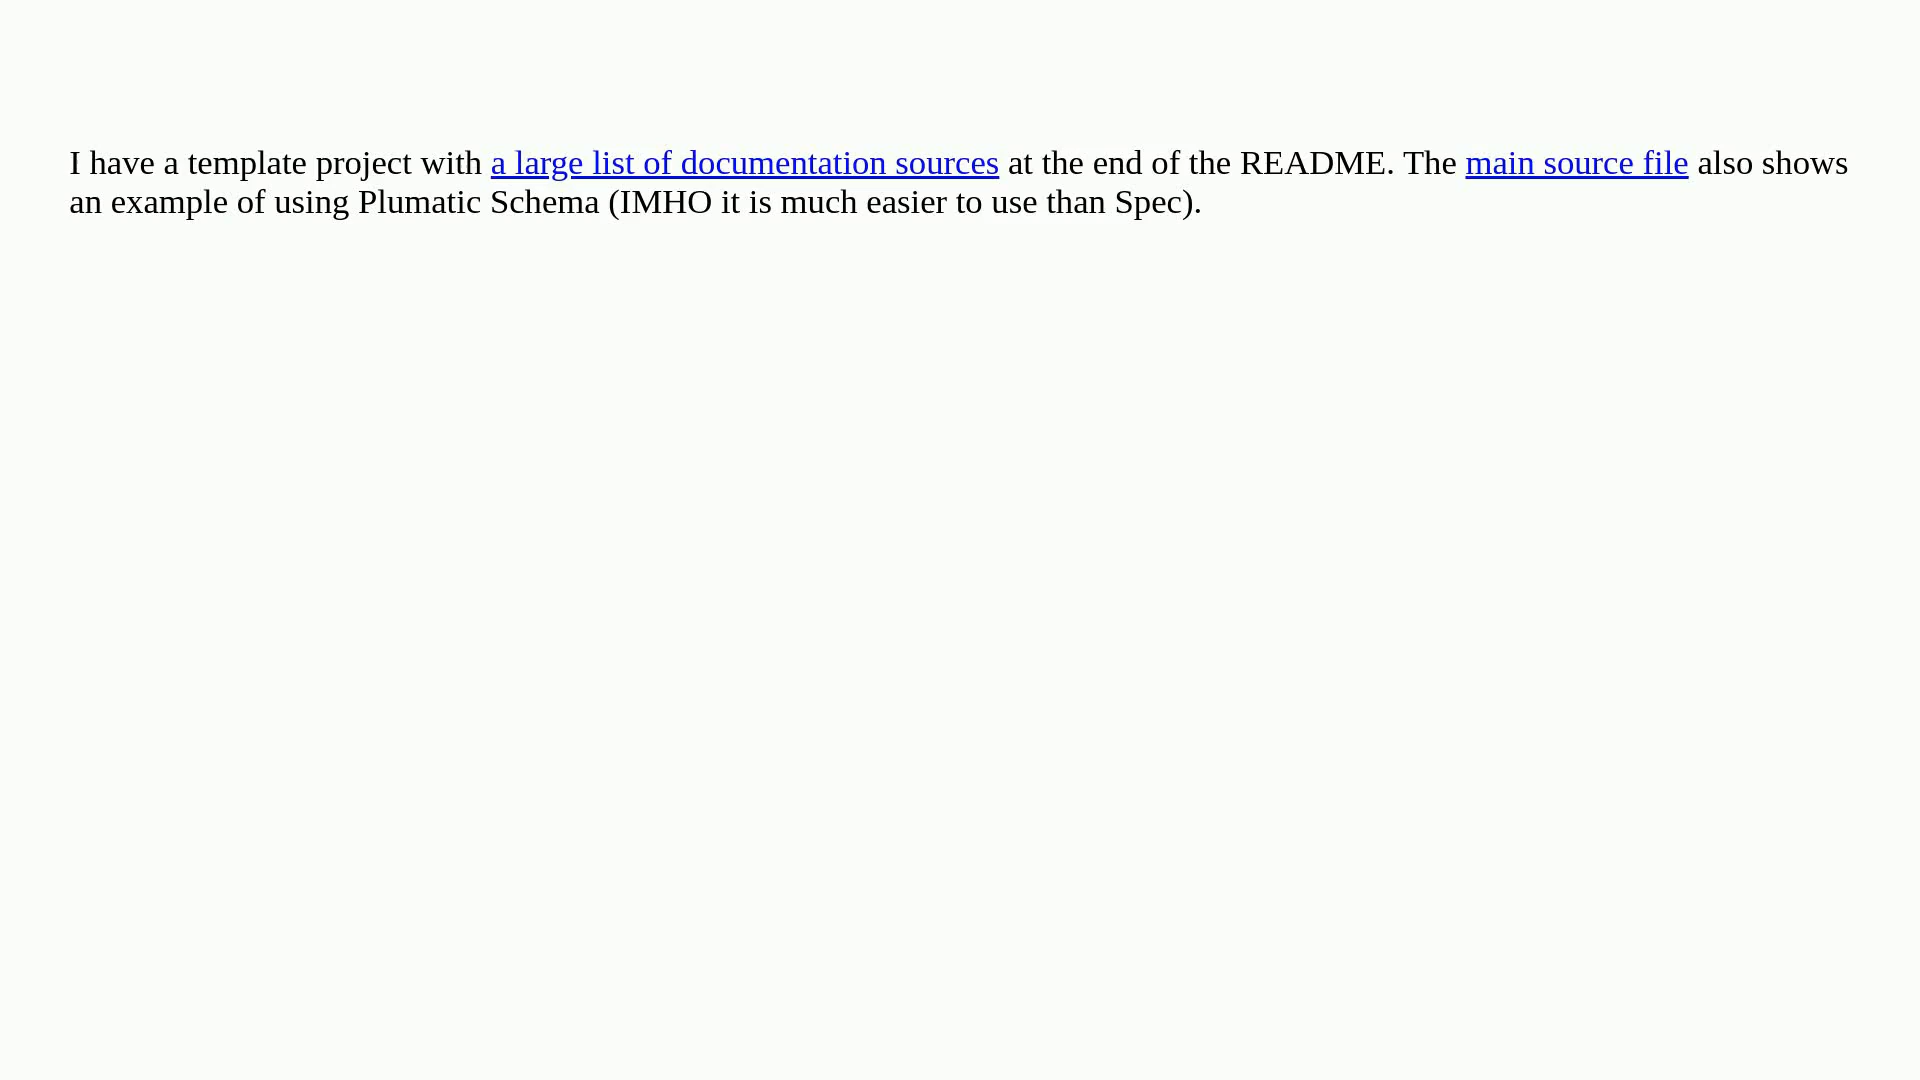 I have a template project with a large list of documentation sources at the end of the README. The main source file also shows
an example of using Plumatic Schema (IMHO it is much easier to use than Spec).